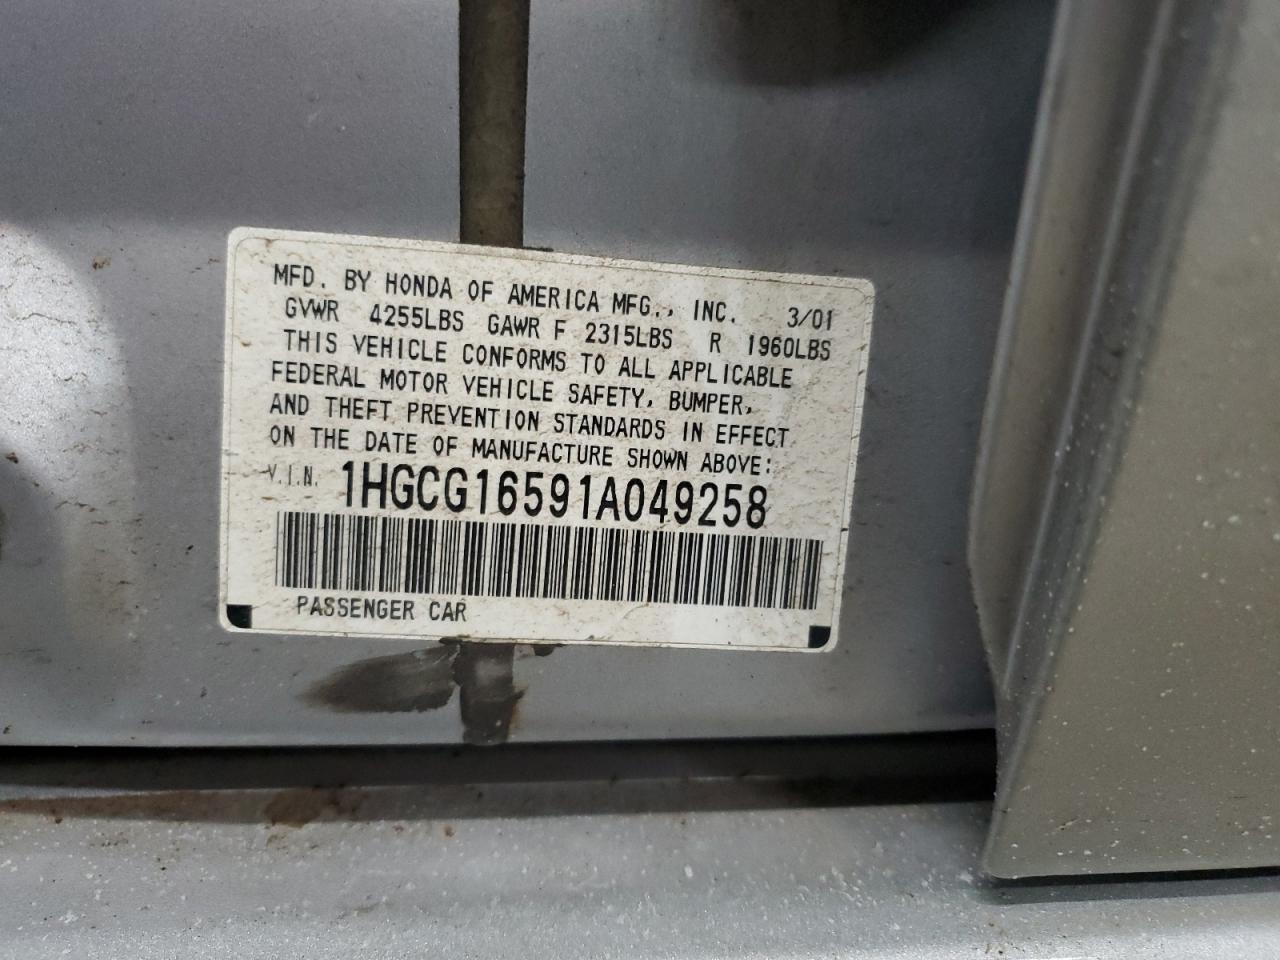 MFD. BY HONDA OF AMERICA MFG., INC. 3/01
GVWR 4255LBS GAWR F 2315LBS R 1960LBS
THIS VEHICLE CONFORMS TO ALL APPLICABLE
FEDERAL MOTOR VEHICLE SAFETY, BUMPER,
AND THEFT PREVENTION STANDARDS IN EFFECT
ON THE DATE OF MANUFACTURE SHOWN ABOVE:
V.I.N. 1HGCG16591A049258
PASSENGER CAR